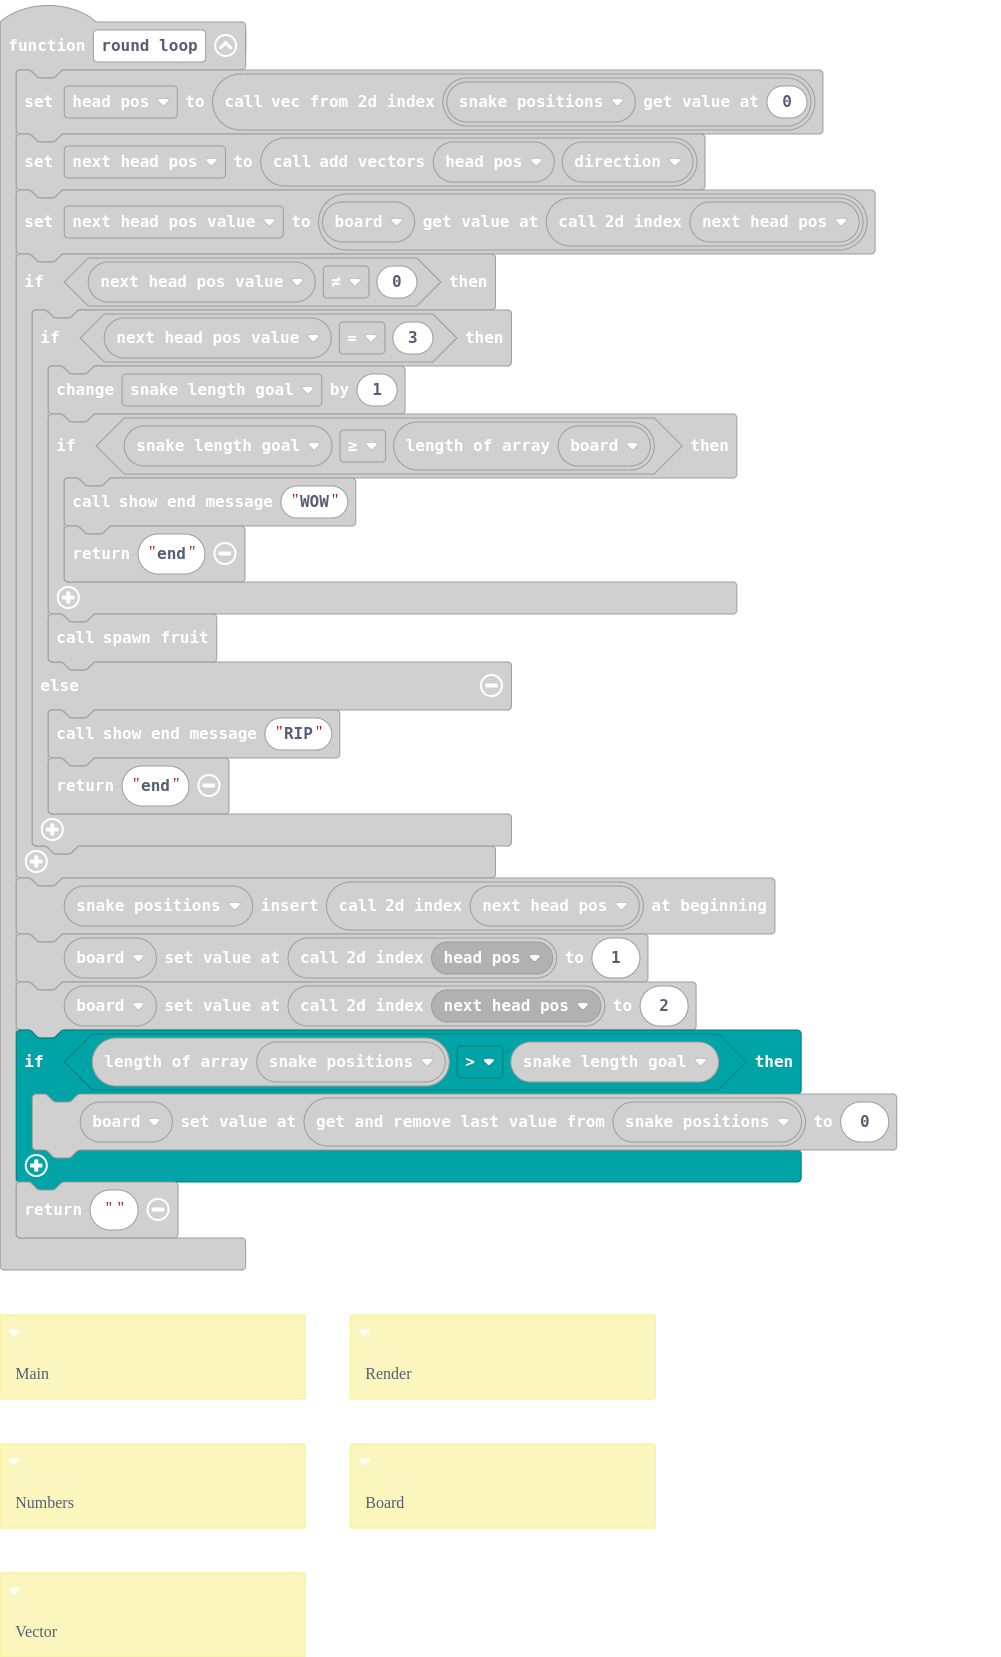 function round loop
set head pos to call vec from 2d index snake positions get value at 0
set next head pos to call add vectors head pos direction
set next head pos value to board get value at call 2d index next head pos
if next head pos value ≠ 0 then
if next head pos value = 3 then
change snake length goal by 1
if snake length goal ≥ length of array board then
call show end message "WOW"
return "end"
call spawn fruit
else
call show end message "RIP"
return "end"
snake positions insert call 2d index next head pos at beginning
board set value at call 2d index head pos to 1
board set value at call 2d index next head pos to 2
if length of array snake positions > snake length goal then
board set value at get and remove last value from snake positions to 0
return ""
Main
Render
Numbers
Board
Vector